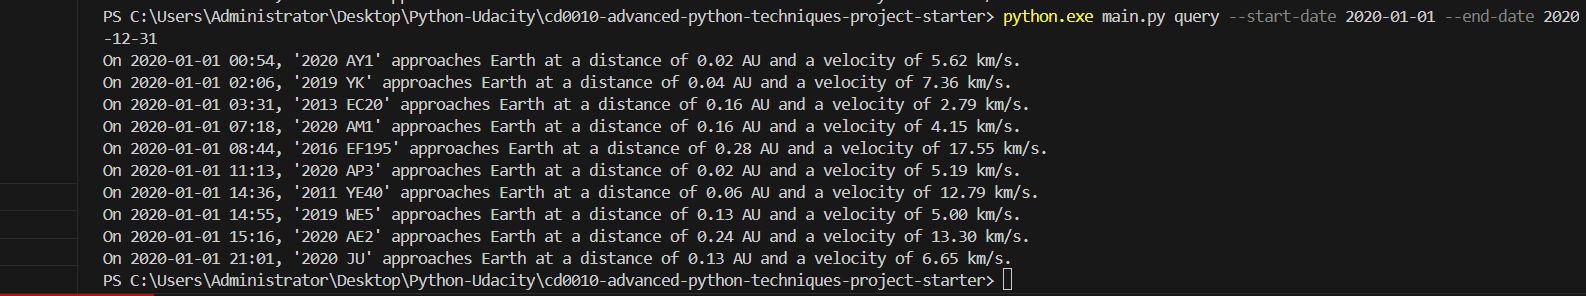 PS C:\Users\Administrator\Desktop\Python-Udacity\cd0010-advanced-python-techniques-project-starter> python.exe main.py query --start-date 2020-01-01 --end-date 2020
-12-31
On 2020-01-01 00:54, '2020 AY1' approaches Earth at a distance of 0.02 AU and a velocity of 5.62 km/s.
On 2020-01-01 02:06, '2019 YK' approaches Earth at a distance of 0.04 AU and a velocity of 7.36 km/s.
On 2020-01-01 03:31, '2013 EC20' approaches Earth at a distance of 0.16 AU and a velocity of 2.79 km/s.
On 2020-01-01 07:18, '2020 AM1' approaches Earth at a distance of 0.16 AU and a velocity of 4.15 km/s.
On 2020-01-01 08:44, '2016 EF195' approaches Earth at a distance of 0.28 AU and a velocity of 17.55 km/s.
On 2020-01-01 11:13, '2020 AP3' approaches Earth at a distance of 0.02 AU and a velocity of 5.19 km/s.
On 2020-01-01 14:36, '2011 YE40' approaches Earth at a distance of 0.06 AU and a velocity of 12.79 km/s.
On 2020-01-01 14:55, '2019 WE5' approaches Earth at a distance of 0.13 AU and a velocity of 5.00 km/s.
On 2020-01-01 15:16, '2020 AE2' approaches Earth at a distance of 0.24 AU and a velocity of 13.30 km/s.
On 2020-01-01 21:01, '2020 JU' approaches Earth at a distance of 0.13 AU and a velocity of 6.65 km/s.
PS C:\Users\Administrator\Desktop\Python-Udacity\cd0010-advanced-python-techniques-project-starter>